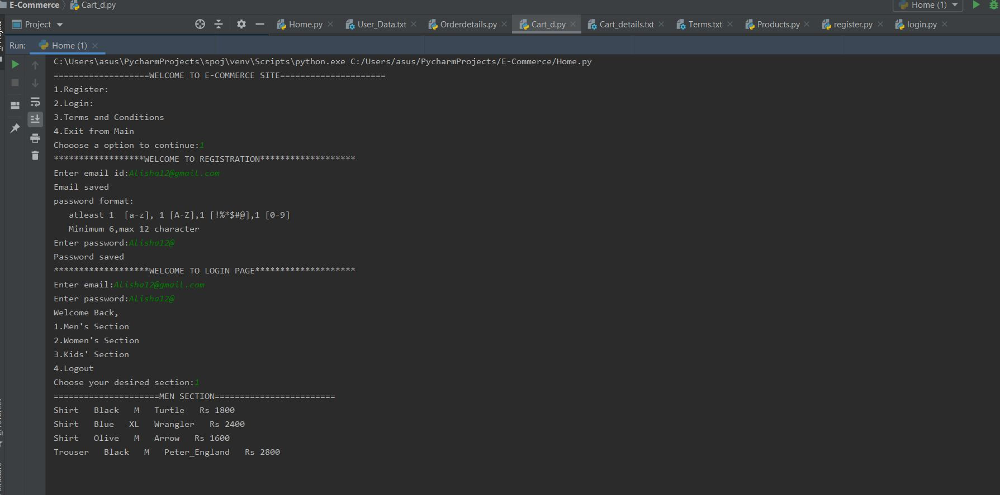 E-Commerce Cart_d.py Home (1)
Project Home.py User_Data.txt Orderdetails.py Cart_d.py Cart_details.txt Terms.txt Products.py register.py login.py
Run: Home (1)
C:\Users\asus\PycharmProjects\spoj\venv\Scripts\python.exe C:/Users/asus/PycharmProjects/E-Commerce/Home.py
===================WELCOME TO E-COMMERCE SITE=====================
1.Register:
2.Login:
3.Terms and Conditions
4.Exit from Main
Chooose a option to continue:1
******************WELCOME TO REGISTRATION*******************
Enter email id:Alisha12@gmail.com
Email saved
password format:
atleast 1  [a-z], 1 [A-Z],1 [!%*$#@],1 [0-9]
Minimum 6,max 12 character
Enter password:Alisha12@
Password saved
*******************WELCOME TO LOGIN PAGE********************
Enter email:Alisha12@gmail.com
Enter password:Alisha12@
Welcome Back,
1.Men's Section
2.Women's Section
3.Kids' Section
4.Logout
Choose your desired section:1
=====================MEN SECTION========================
Shirt   Black   M   Turtle   Rs 1800
Shirt   Blue   XL   Wrangler   Rs 2400
Shirt   Olive   M   Arrow   Rs 1600
Trouser   Black   M   Peter_England   Rs 2800